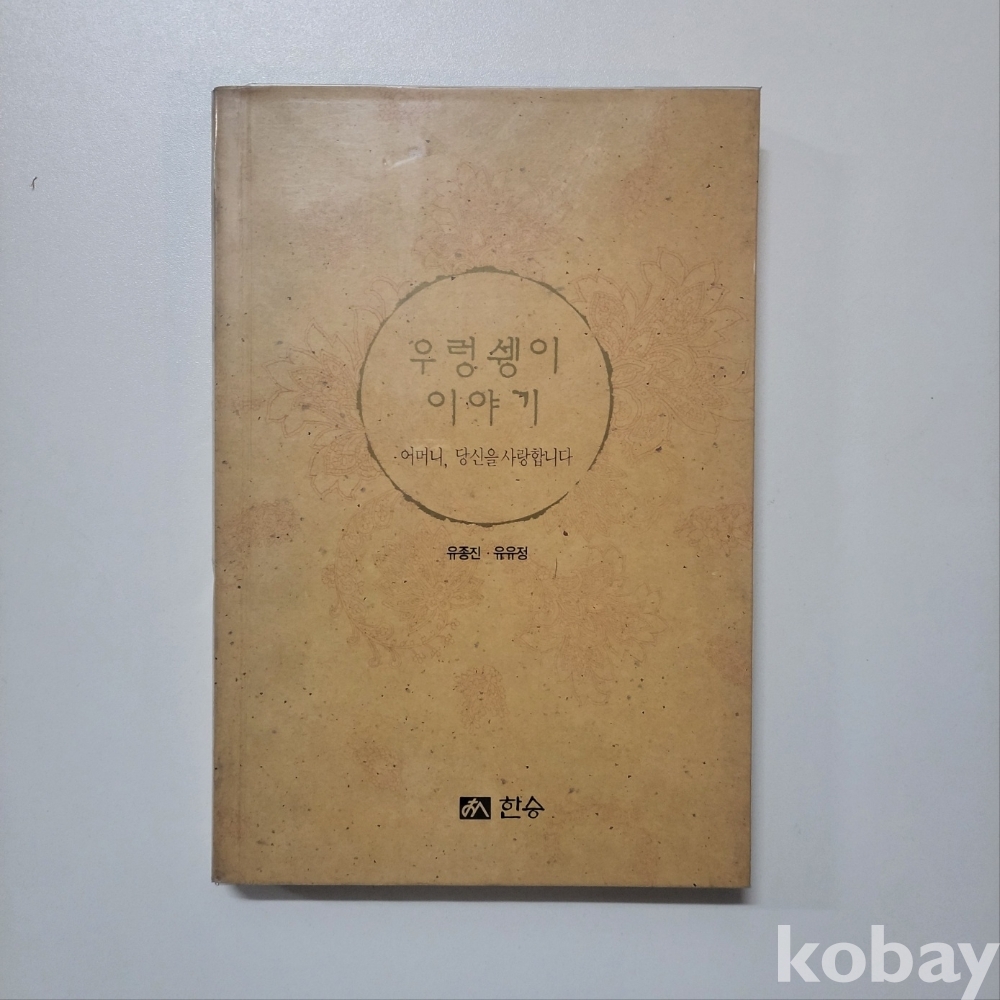 우렁쉥이
이야기
·어머니, 당신을 사랑합니다
유종진·유유정
한승
kobay